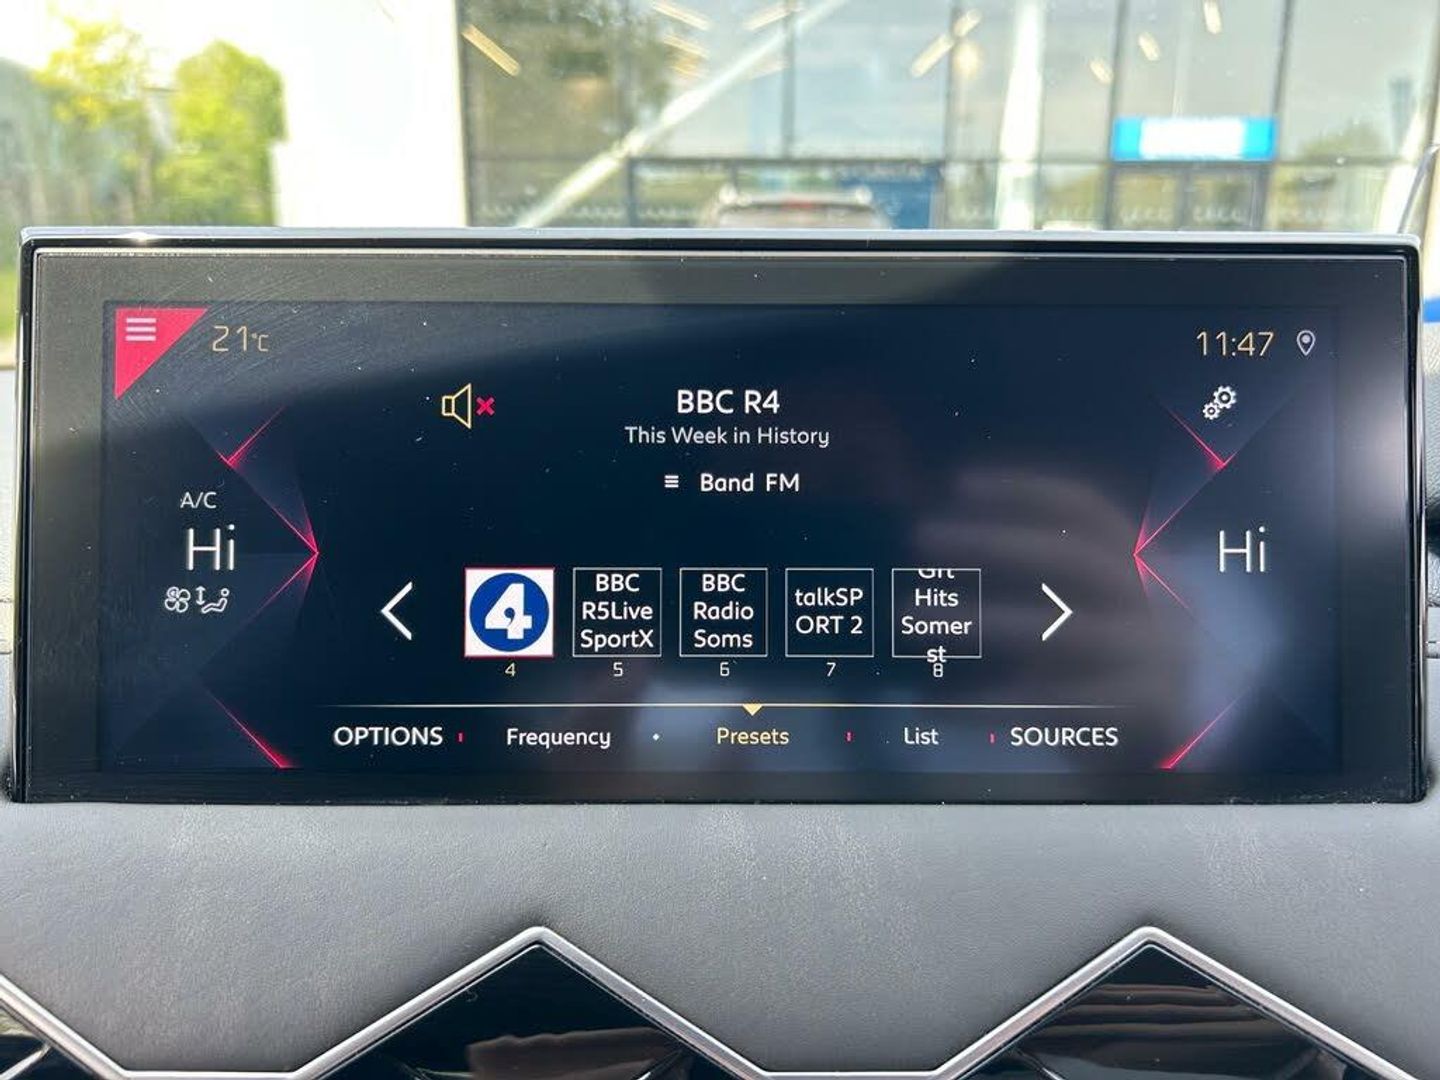 21°C
11:47
BBC R4
This Week in History
Band FM
A/C
Hi
Hi
4
BBC
R5Live
SportX
BBC
Radio
Soms
talkSP
ORT 2
Hits
Somer
st
4
5
6
7
8
OPTIONS
Frequency
Presets
List
SOURCES